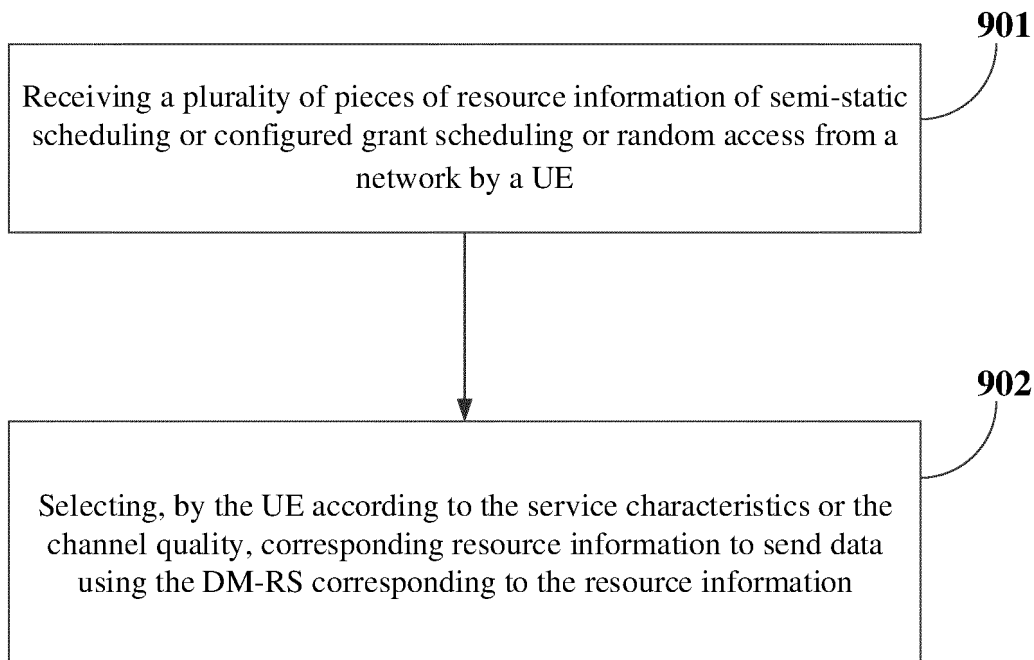 901
Receiving a plurality of pieces of resource information of semi-static
scheduling or configured grant scheduling or random access from a
network by a UE
902
Selecting, by the UE according to the service characteristics or the
channel quality, corresponding resource information to send data
using the DM-RS corresponding to the resource information